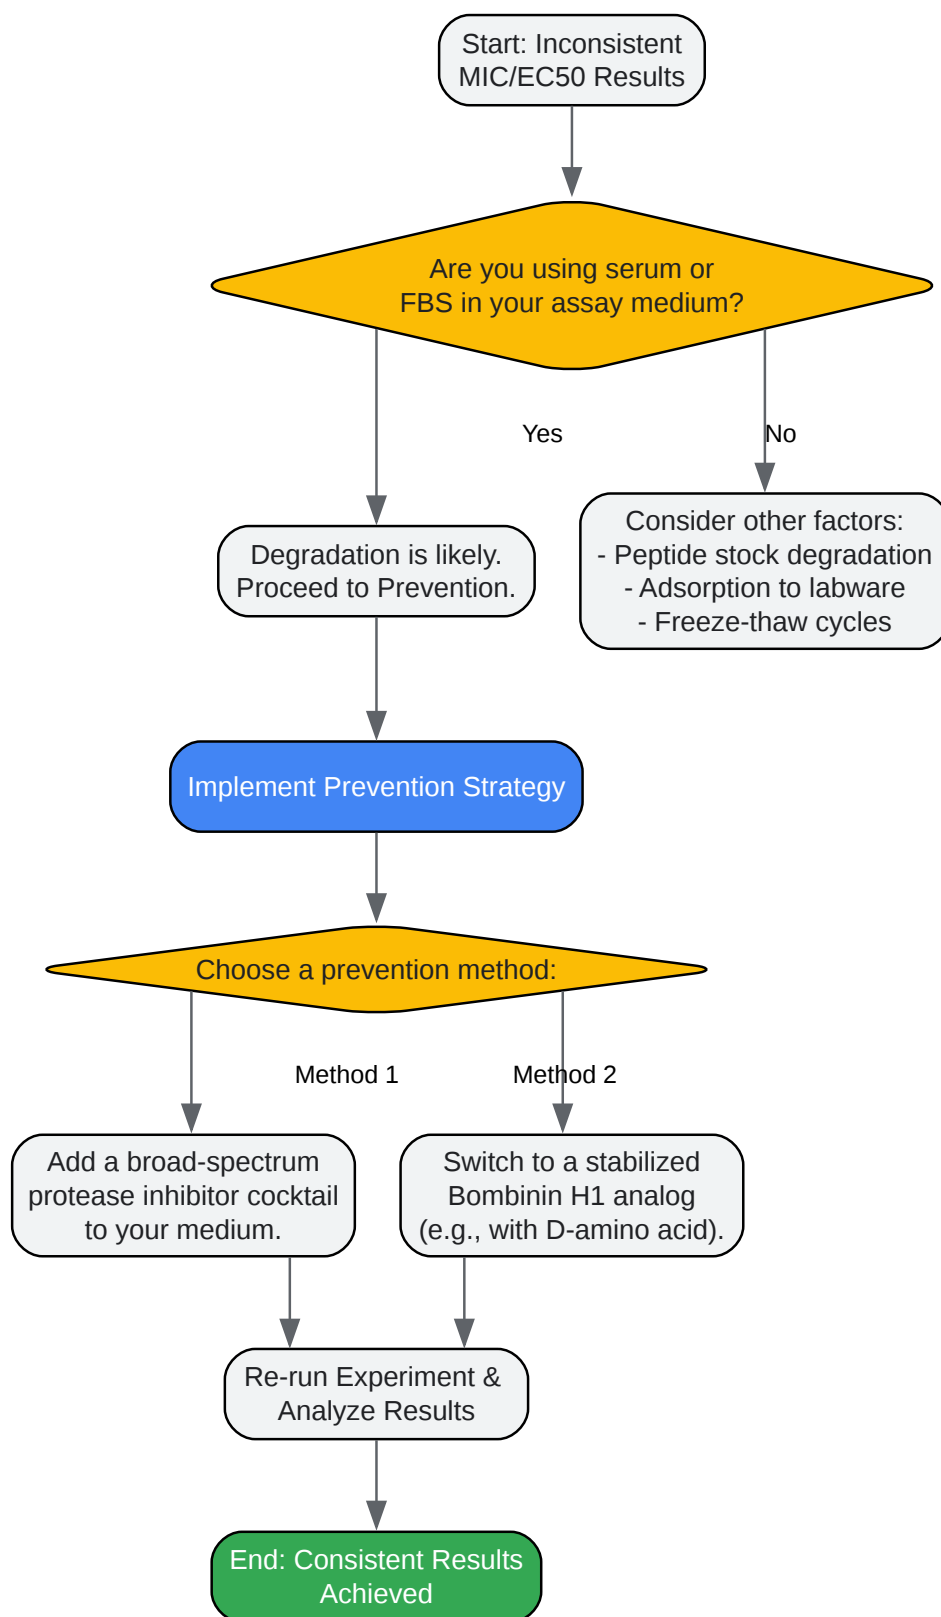 Start: Inconsistent
MIC/EC50 Results
Are you using serum or
FBS in your assay medium?
Yes
No
Degradation is likely.
Proceed to Prevention.
Consider other factors:
- Peptide stock degradation
- Adsorption to labware
- Freeze-thaw cycles
Implement Prevention Strategy
Choose a prevention method:
Method 1
Method 2
Add a broad-spectrum
protease inhibitor cocktail
to your medium.
Switch to a stabilized
Bombinin H1 analog
(e.g., with D-amino acid).
Re-run Experiment &
Analyze Results
End: Consistent Results
Achieved